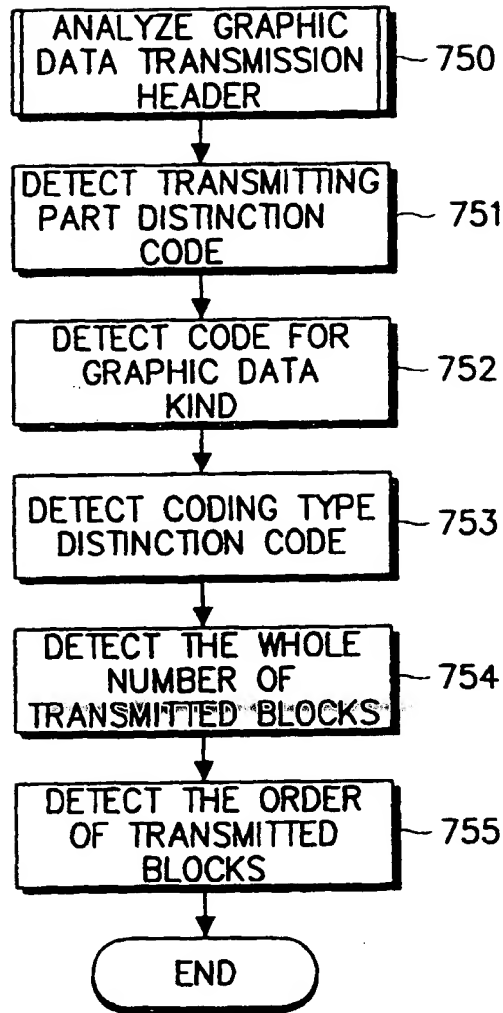 ANALYZE GRAPHIC
DATA TRANSMISSION
HEADER
750
DETECT TRANSMITTING
PART DISTINCTION
CODE
751
DETECT CODE FOR
GRAPHIC DATA
KIND
752
DETECT CODING TYPE
DISTINCTION CODE
753
DETECT THE WHOLE
NUMBER OF
TRANSMITTED BLOCKS
754
DETECT THE ORDER
OF TRANSMITTED
BLOCKS
755
END